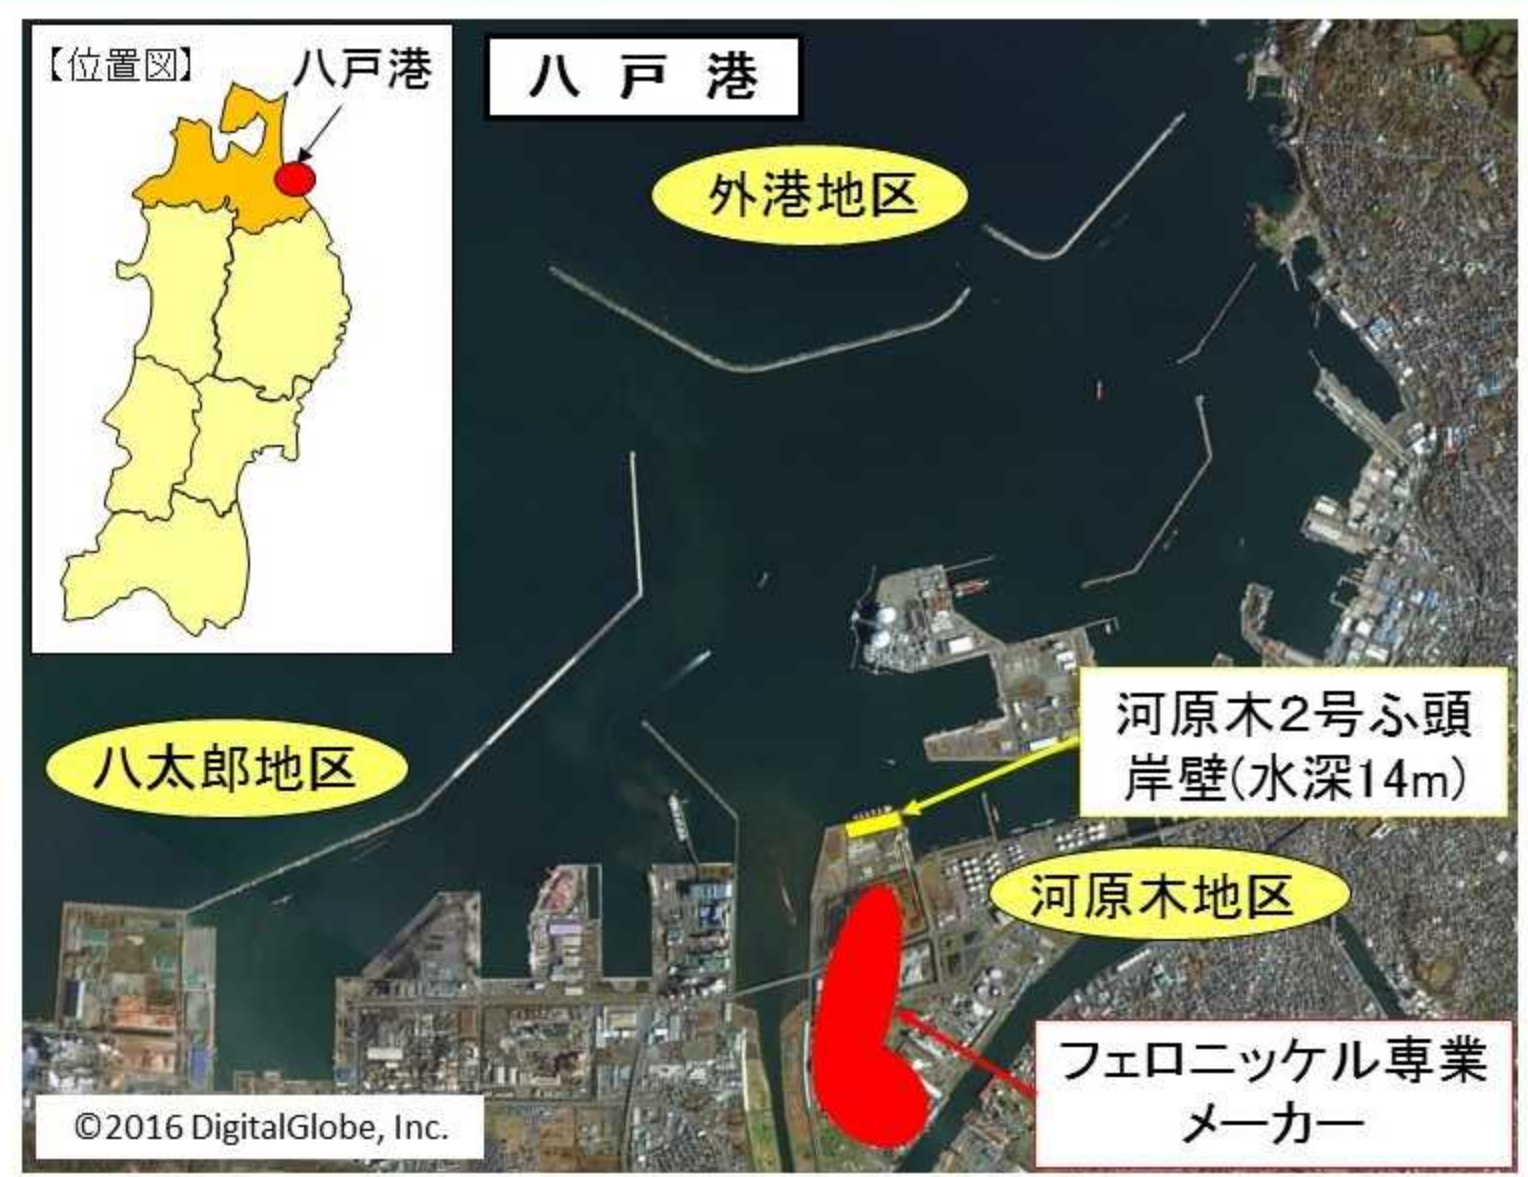 【位置図】
八戸港
八 戸 港
外港地区
八太郎地区
河原木２号ふ頭
岸壁(水深14m)
河原木地区
フェロニッケル専業
メーカー
©2016 DigitalGlobe, Inc.